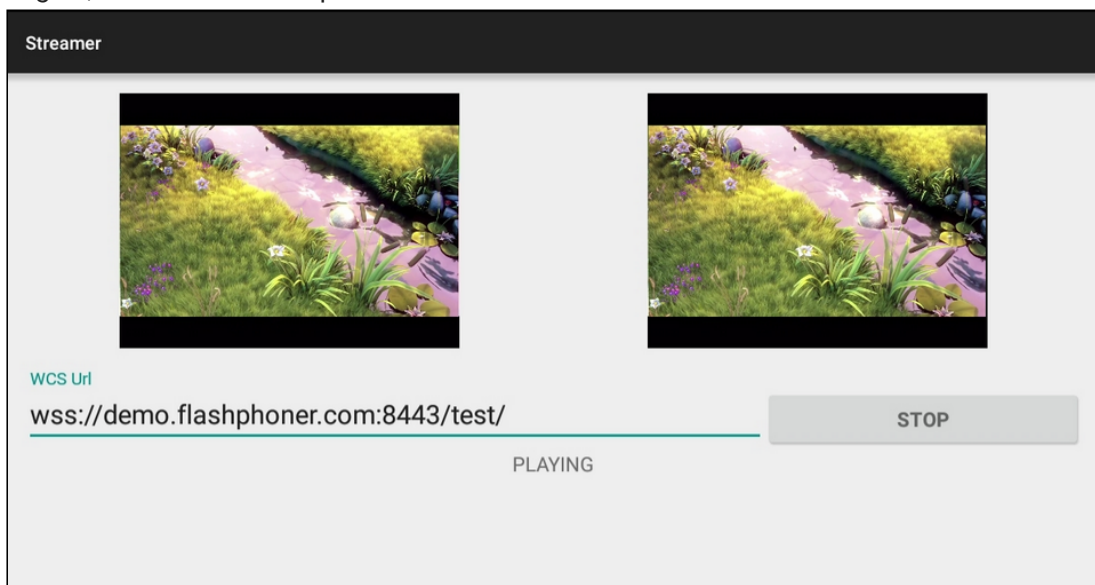 Streamer
WCS Url
wss://demo.flashphoner.com:8443/test/
STOP
PLAYING